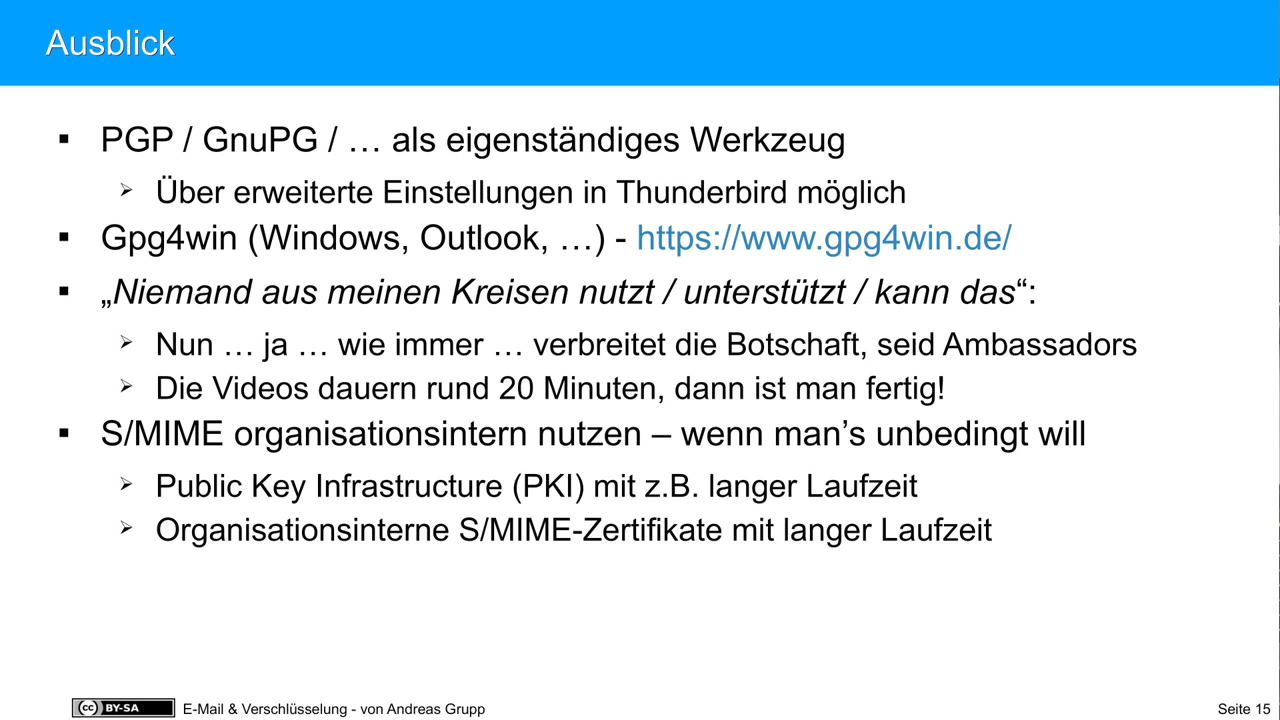 Ausblick
▪ PGP / GnuPG / … als eigenständiges Werkzeug
➢ Über erweiterte Einstellungen in Thunderbird möglich
▪ Gpg4win (Windows, Outlook, …) - https://www.gpg4win.de/
▪ „Niemand aus meinen Kreisen nutzt / unterstützt / kann das“:
➢ Nun … ja … wie immer … verbreitet die Botschaft, seid Ambassadors
➢ Die Videos dauern rund 20 Minuten, dann ist man fertig!
▪ S/MIME organisationsintern nutzen – wenn man’s unbedingt will
➢ Public Key Infrastructure (PKI) mit z.B. langer Laufzeit
➢ Organisationsinterne S/MIME-Zertifikate mit langer Laufzeit
cc BY-SA E-Mail & Verschlüsselung - von Andreas Grupp Seite 15